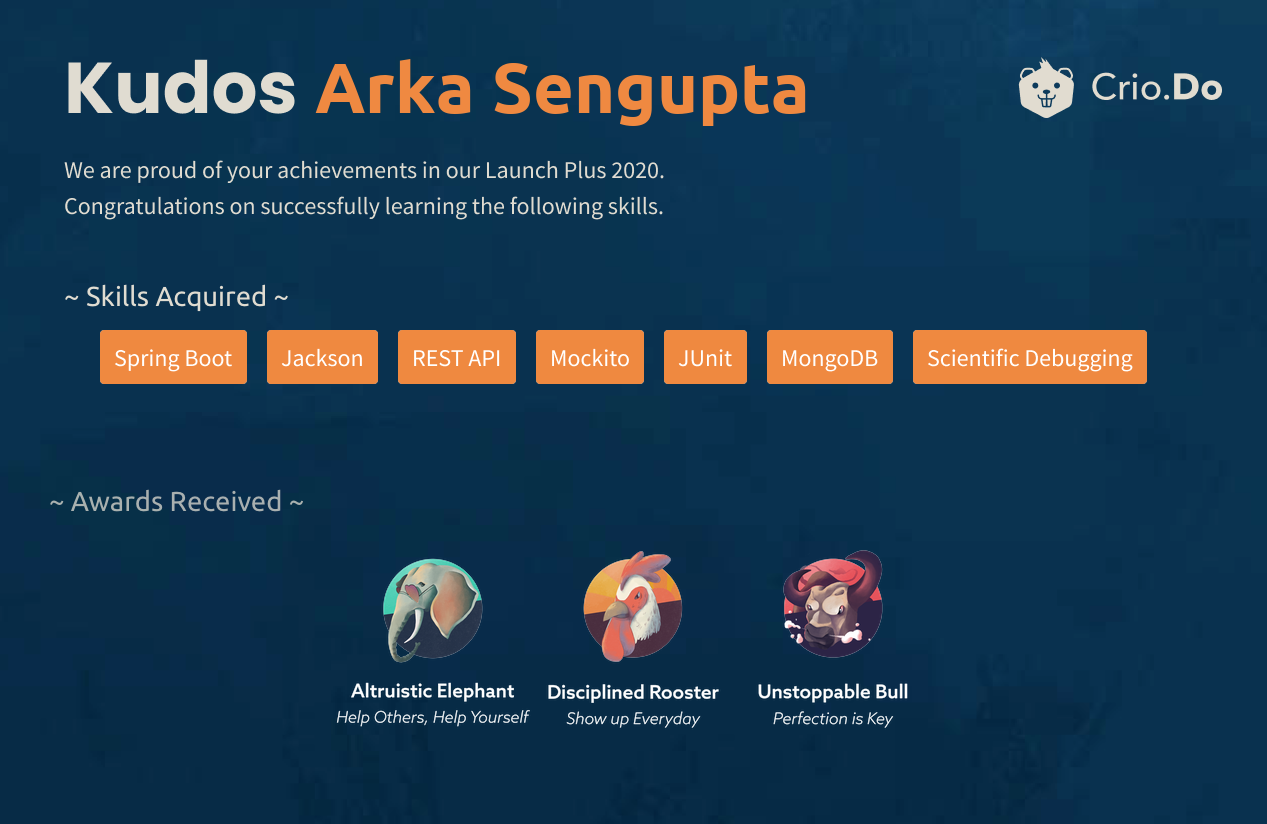 Kudos Arka Sengupta
Crio.Do
We are proud of your achievements in our Launch Plus 2020.
Congratulations on successfully learning the following skills.
~ Skills Acquired ~
Spring Boot Jackson REST API Mockito JUnit MongoDB Scientific Debugging
~ Awards Received ~
Altruistic Elephant Disciplined Rooster Unstoppable Bull
Help Others, Help Yourself Show up Everyday Perfection is Key